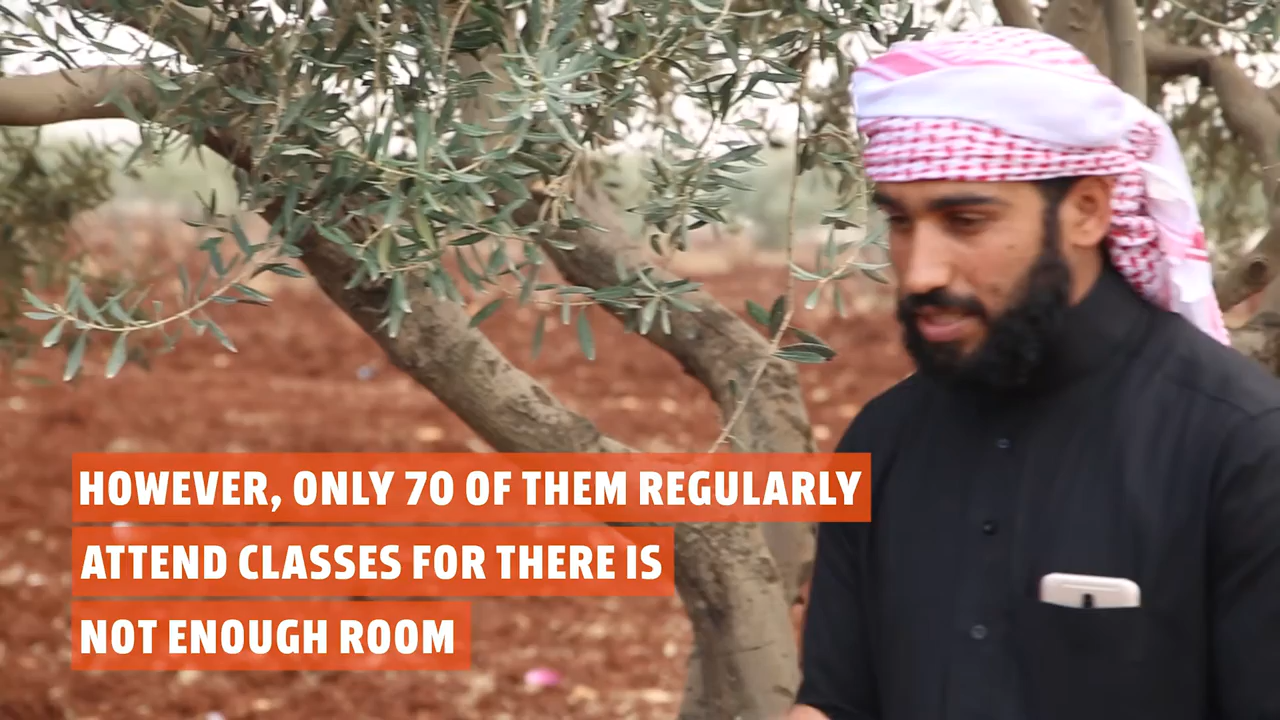 HOWEVER, ONLY 70 OF THEM REGULARLY
ATTEND CLASSES FOR THERE IS
NOT ENOUGH ROOM